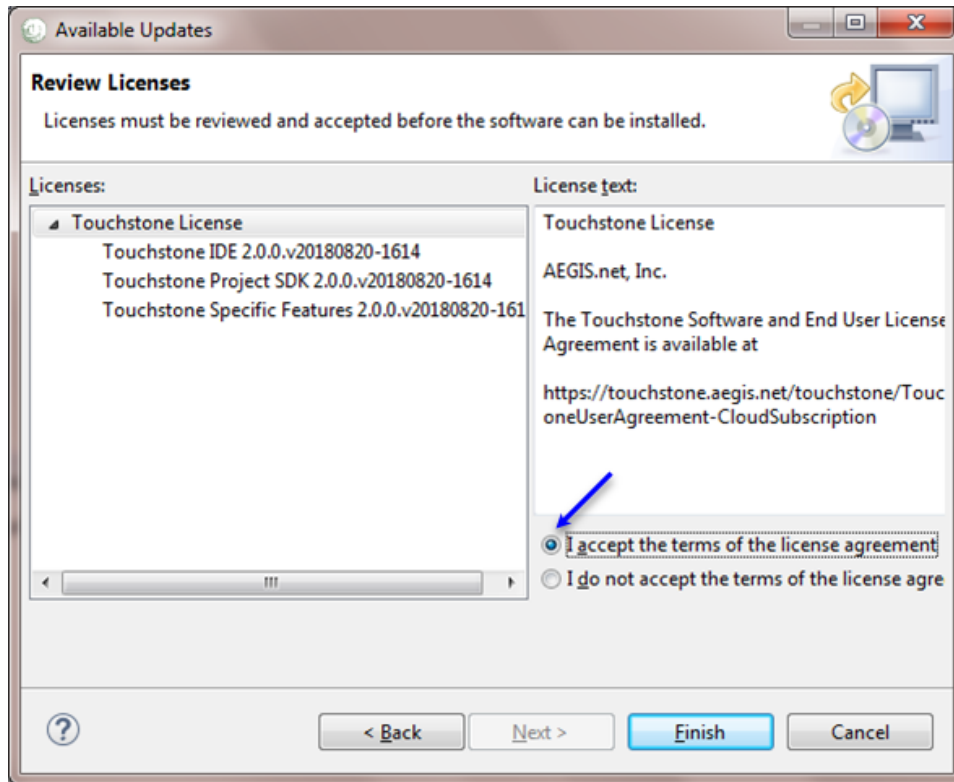 Available Updates
Review Licenses
Licenses must be reviewed and accepted before the software can be installed.
Licenses:
Touchstone License
Touchstone IDE 2.0.0.v20180820-1614
Touchstone Project SDK 2.0.0.v20180820-1614
Touchstone Specific Features 2.0.0.v20180820-161
License text:
Touchstone License
AEGIS.net, Inc.
The Touchstone Software and End User License
Agreement is available at
https://touchstone.aegis.net/touchstone/Touc
oneUserAgreement-CloudSubscription
I accept the terms of the license agreement
I do not accept the terms of the license agre
< Back
Next >
Finish
Cancel